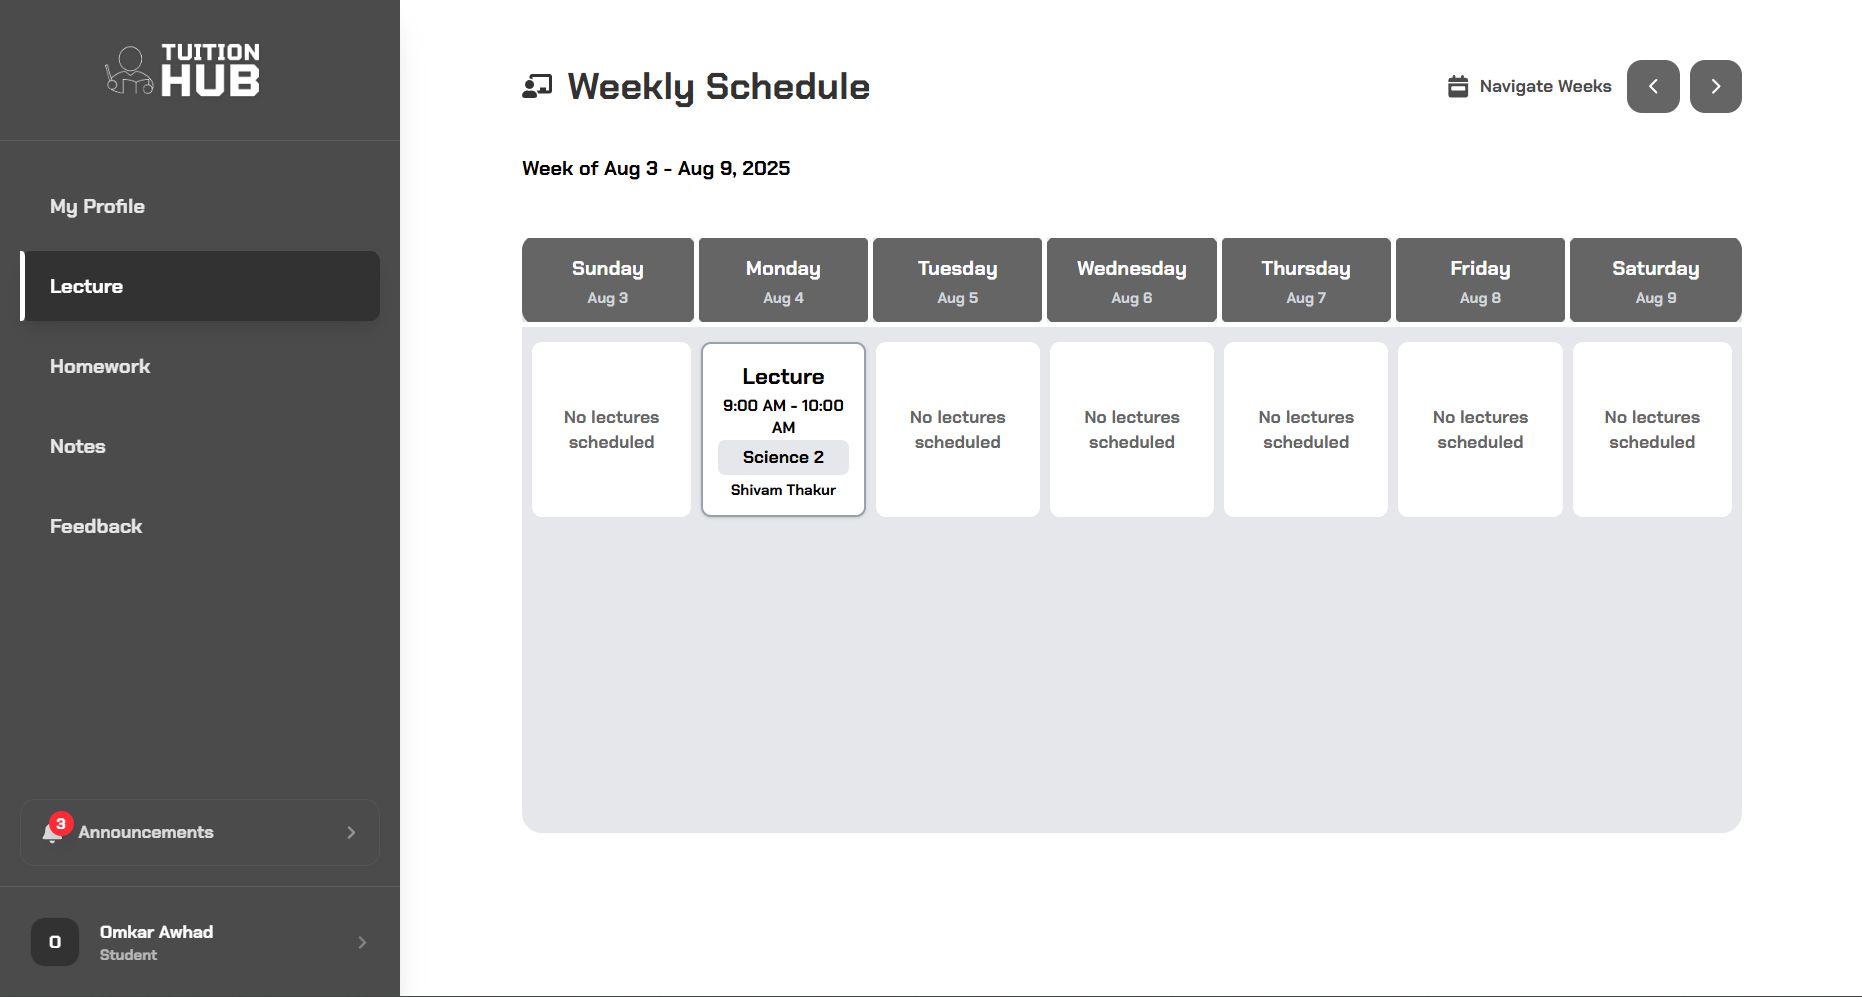 TUITION
HUB
My Profile
Lecture
Homework
Notes
Feedback
3
Announcements
O
Omkar Awhad
Student
Weekly Schedule
Navigate Weeks
Week of Aug 3 - Aug 9, 2025
Sunday
Aug 3
Monday
Aug 4
Tuesday
Aug 5
Wednesday
Aug 6
Thursday
Aug 7
Friday
Aug 8
Saturday
Aug 9
No lectures
scheduled
Lecture
9:00 AM - 10:00
AM
Science 2
Shivam Thakur
No lectures
scheduled
No lectures
scheduled
No lectures
scheduled
No lectures
scheduled
No lectures
scheduled